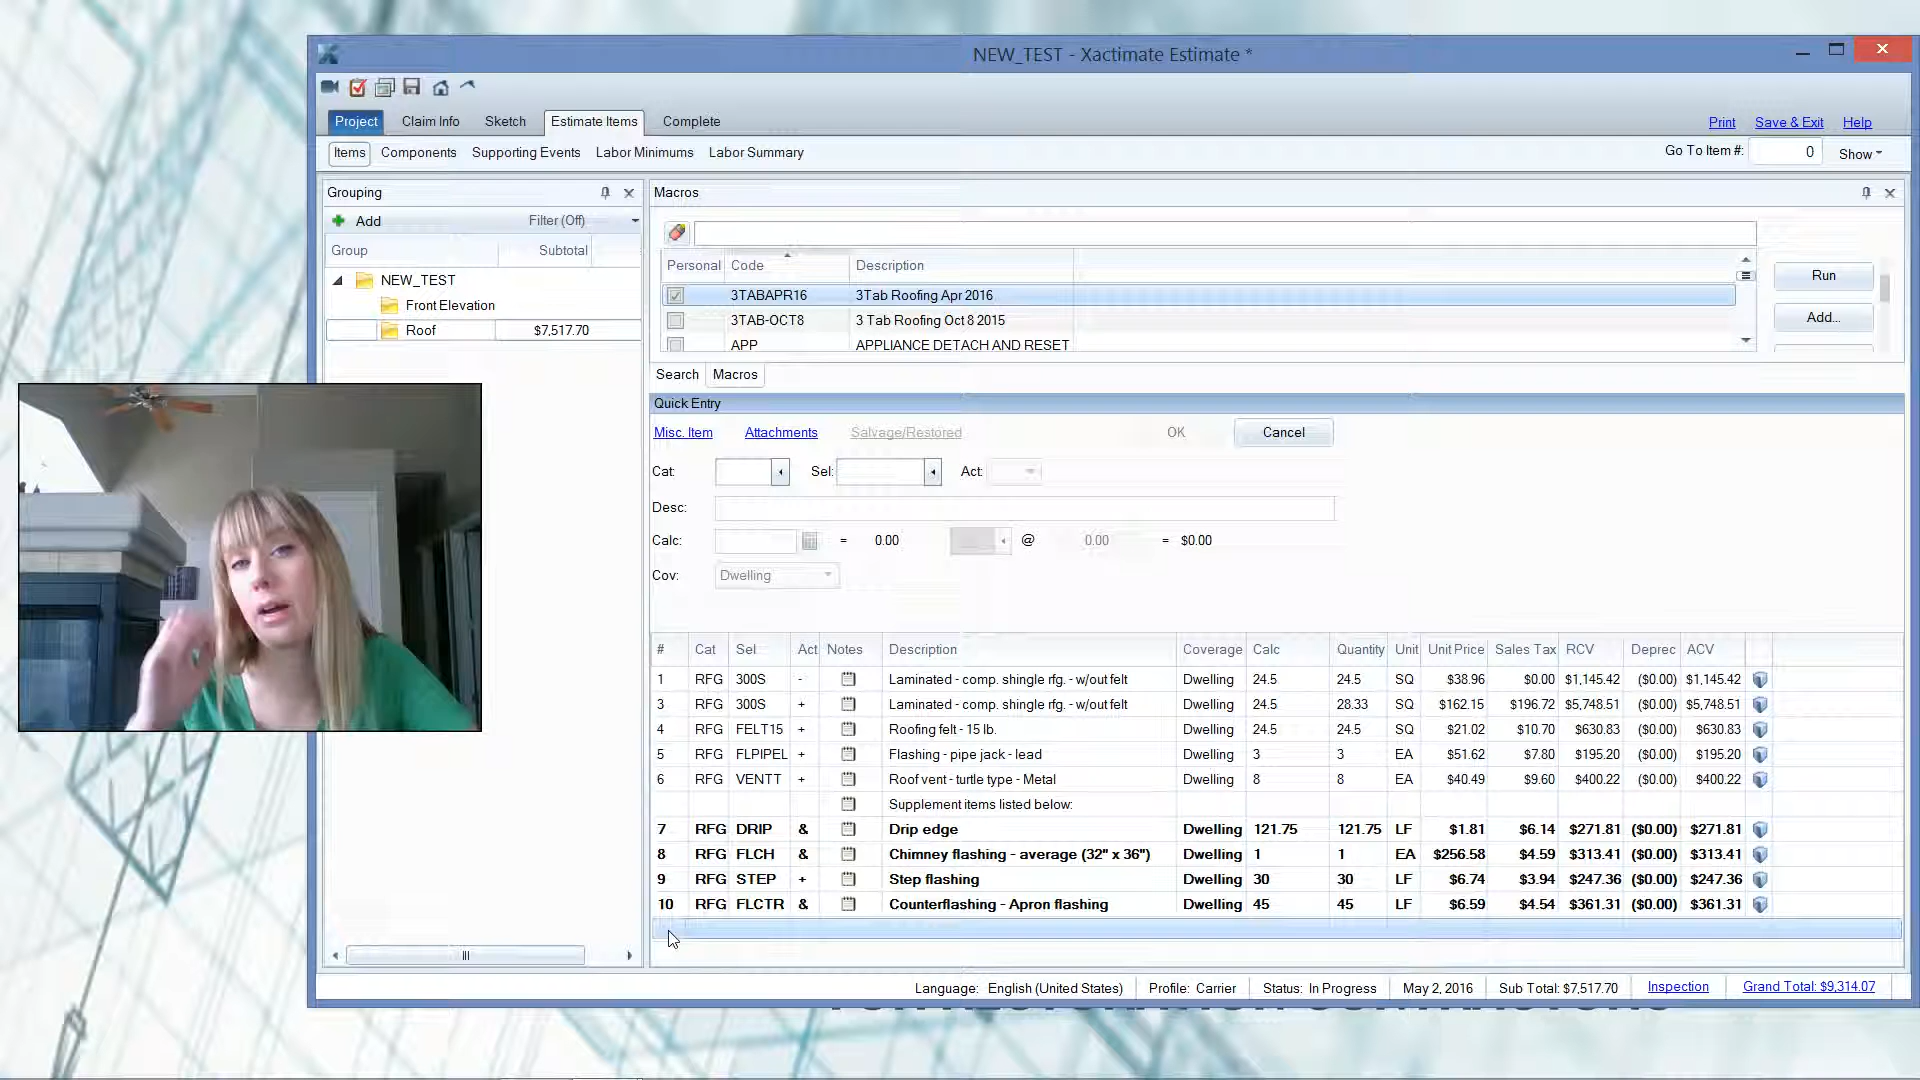 NEW_TEST - Xactimate Estimate *
Project Claim Info Sketch Estimate Items Complete
Print Save & Exit Help
Items Components Supporting Events Labor Minimums Labor Summary
Go To Item #: 0 Show
Grouping
Add Filter (Off)
Group Subtotal
NEW_TEST
Front Elevation
Roof $7,517.70
Macros
Personal Code Description
3TABAPR16 3Tab Roofing Apr 2016
3TAB-OCT8 3 Tab Roofing Oct 8 2015
APP APPLIANCE DETACH AND RESET
Run
Add...
Search Macros
Quick Entry
Misc. Item Attachments Salvage/Restored OK Cancel
Cat: Sel: Act:
Desc:
Calc: = 0.00 @ 0.00 = $0.00
Cov: Dwelling
# Cat Sel Act Notes Description Coverage Calc Quantity Unit Unit Price Sales Tax RCV Deprec ACV
1 RFG 300S - Laminated - comp. shingle rfg. - w/out felt Dwelling 24.5 24.5 SQ $38.96 $0.00 $1,145.42 ($0.00) $1,145.42
3 RFG 300S + Laminated - comp. shingle rfg. - w/out felt Dwelling 24.5 28.33 SQ $162.15 $196.72 $5,748.51 ($0.00) $5,748.51
4 RFG FELT15 + Roofing felt - 15 lb. Dwelling 24.5 24.5 SQ $21.02 $10.70 $630.83 ($0.00) $630.83
5 RFG FLPIPEL + Flashing - pipe jack - lead Dwelling 3 3 EA $51.62 $7.80 $195.20 ($0.00) $195.20
6 RFG VENTT + Roof vent - turtle type - Metal Dwelling 8 8 EA $40.49 $9.60 $400.22 ($0.00) $400.22
Supplement items listed below:
7 RFG DRIP & Drip edge Dwelling 121.75 121.75 LF $1.81 $6.14 $271.81 ($0.00) $271.81
8 RFG FLCH & Chimney flashing - average (32" x 36") Dwelling 1 1 EA $256.58 $4.59 $313.41 ($0.00) $313.41
9 RFG STEP + Step flashing Dwelling 30 30 LF $6.74 $3.94 $247.36 ($0.00) $247.36
10 RFG FLCTR & Counterflashing - Apron flashing Dwelling 45 45 LF $6.59 $4.54 $361.31 ($0.00) $361.31
Language: English (United States) Profile: Carrier Status: In Progress May 2, 2016 Sub Total: $7,517.70 Inspection Grand Total: $9,314.07
FOR RESTORATION CONTRACTORS